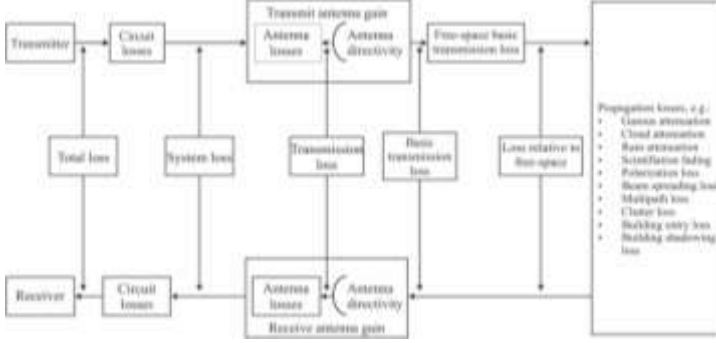 Transmit antenna gain
Transmitter
Circuit
losses
Antenna
losses
Antenna
directivity
Free-space basic
transmission loss
Propagation losses, e.g.:
• Gaseous attenuation
• Cloud attenuation
• Rain attenuation
• Scintillation fading
• Polarization loss
• Beam spreading loss
• Multipath loss
• Clutter loss
• Building entry loss
• Building shadowing
loss
Total loss
System loss
Transmission
loss
Basic
transmission
loss
Loss relative to
free-space
Receiver
Circuit
losses
Antenna
losses
Antenna
directivity
Receive antenna gain